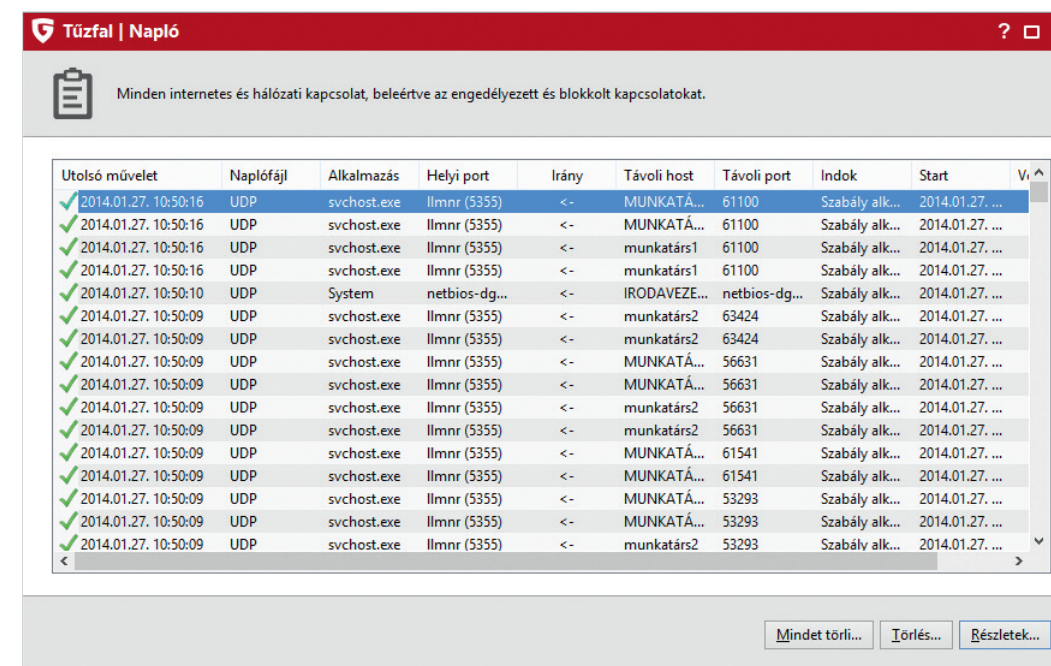 Tűzfal | Napló ?
Minden internetes és hálózati kapcsolat, beleértve az engedélyezett és blokkolt kapcsolatokat.
Utolsó művelet Naplófájl Alkalmazás Helyi port Irány Távoli host Távoli port Indok Start
2014.01.27. 10:50:16 UDP svchost.exe llmnr (5355) <- MUNKATÁ... 61100 Szabály alk... 2014.01.27. ...
2014.01.27. 10:50:16 UDP svchost.exe llmnr (5355) <- MUNKATÁ... 61100 Szabály alk... 2014.01.27. ...
2014.01.27. 10:50:16 UDP svchost.exe llmnr (5355) <- munkatárs1 61100 Szabály alk... 2014.01.27. ...
2014.01.27. 10:50:16 UDP svchost.exe llmnr (5355) <- munkatárs1 61100 Szabály alk... 2014.01.27. ...
2014.01.27. 10:50:10 UDP System netbios-dg... <- IRODAVEZE... netbios-dg... Szabály alk... 2014.01.27. ...
2014.01.27. 10:50:09 UDP svchost.exe llmnr (5355) <- munkatárs2 63424 Szabály alk... 2014.01.27. ...
2014.01.27. 10:50:09 UDP svchost.exe llmnr (5355) <- munkatárs2 63424 Szabály alk... 2014.01.27. ...
2014.01.27. 10:50:09 UDP svchost.exe llmnr (5355) <- MUNKATÁ... 56631 Szabály alk... 2014.01.27. ...
2014.01.27. 10:50:09 UDP svchost.exe llmnr (5355) <- MUNKATÁ... 56631 Szabály alk... 2014.01.27. ...
2014.01.27. 10:50:09 UDP svchost.exe llmnr (5355) <- munkatárs2 56631 Szabály alk... 2014.01.27. ...
2014.01.27. 10:50:09 UDP svchost.exe llmnr (5355) <- munkatárs2 56631 Szabály alk... 2014.01.27. ...
2014.01.27. 10:50:09 UDP svchost.exe llmnr (5355) <- MUNKATÁ... 61541 Szabály alk... 2014.01.27. ...
2014.01.27. 10:50:09 UDP svchost.exe llmnr (5355) <- MUNKATÁ... 61541 Szabály alk... 2014.01.27. ...
2014.01.27. 10:50:09 UDP svchost.exe llmnr (5355) <- MUNKATÁ... 53293 Szabály alk... 2014.01.27. ...
2014.01.27. 10:50:09 UDP svchost.exe llmnr (5355) <- MUNKATÁ... 53293 Szabály alk... 2014.01.27. ...
2014.01.27. 10:50:09 UDP svchost.exe llmnr (5355) <- munkatárs2 53293 Szabály alk... 2014.01.27. ...
Mindet törli... Törlés... Részletek...